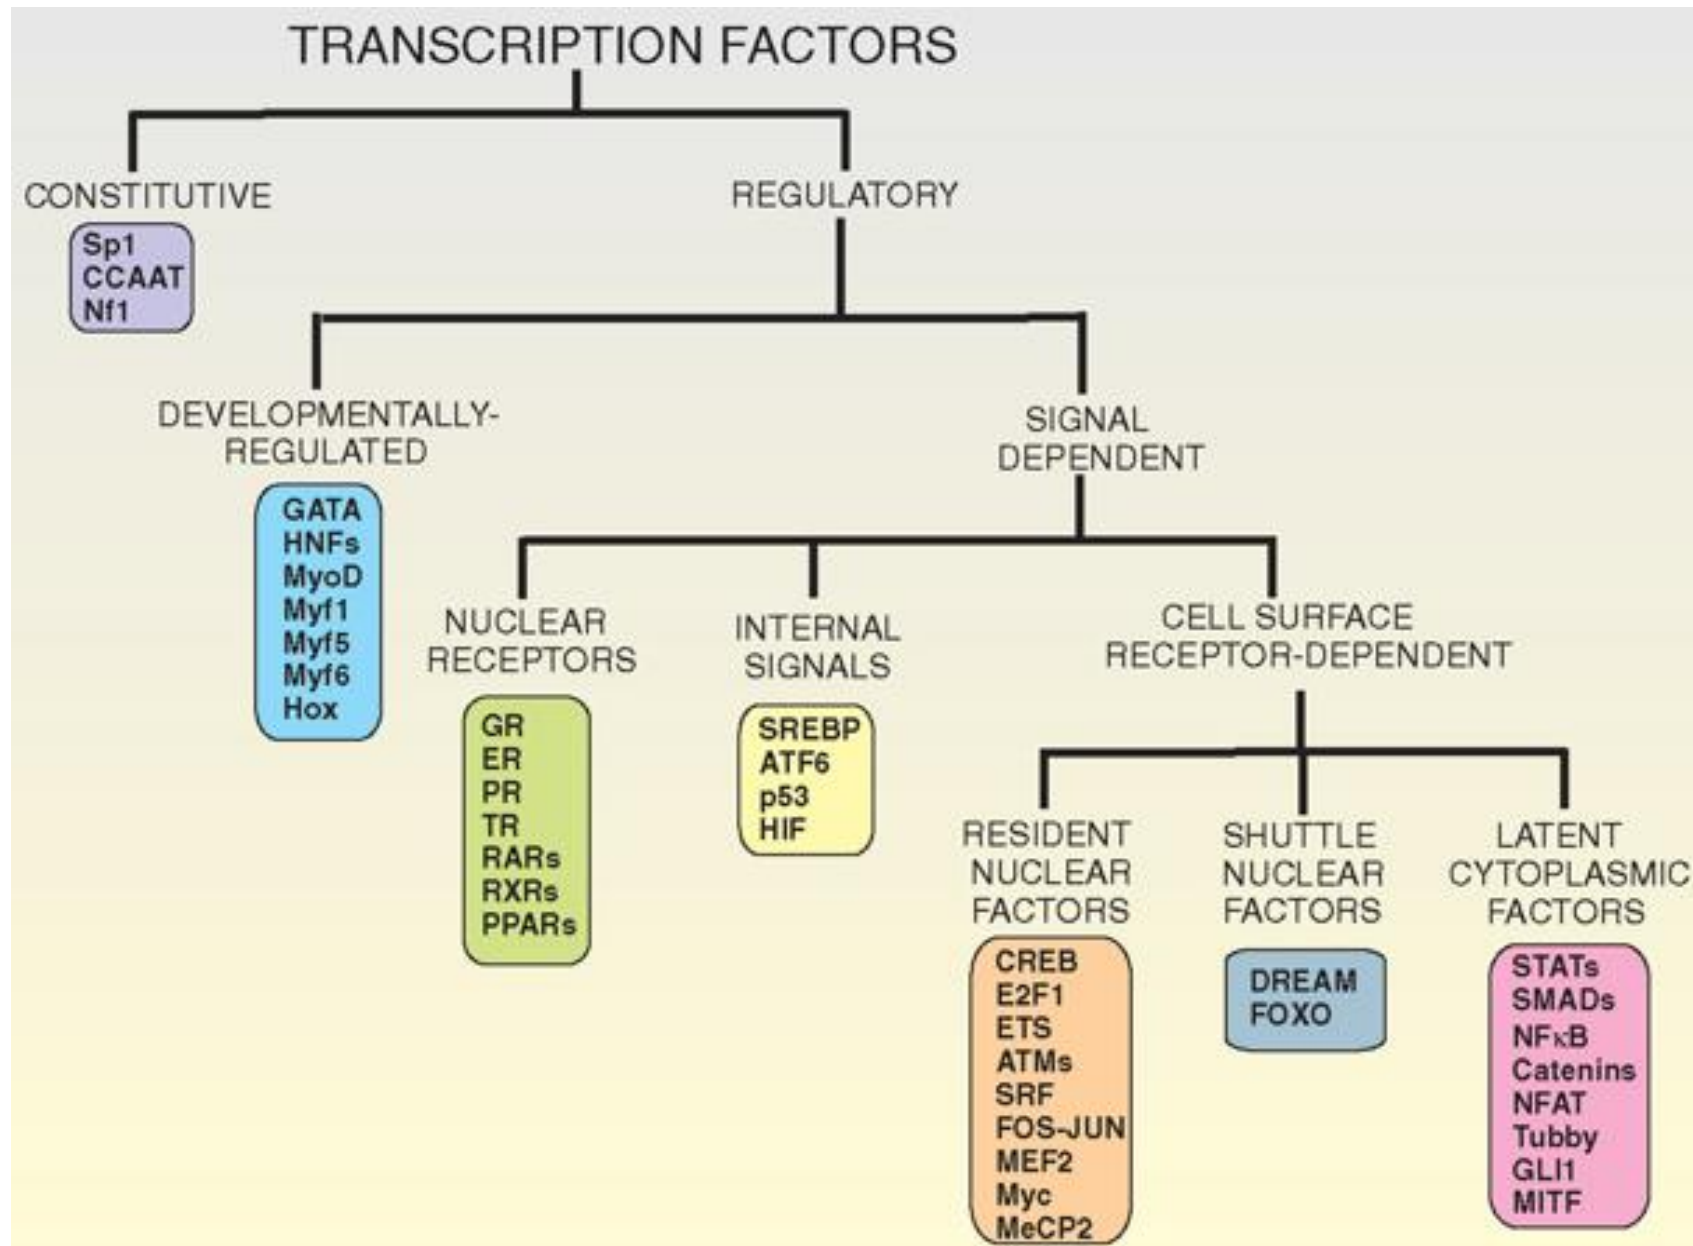 TRANSCRIPTION FACTORS
CONSTITUTIVE
Sp1
CCAAT
Nf1
REGULATORY
DEVELOPMENTALLY-
REGULATED
GATA
HNFs
MyoD
Myf1
Myf5
Myf6
Hox
SIGNAL
DEPENDENT
NUCLEAR
RECEPTORS
GR
ER
PR
TR
RARs
RXRs
PPARs
INTERNAL
SIGNALS
SREBP
ATF6
p53
HIF
CELL SURFACE
RECEPTOR-DEPENDENT
RESIDENT
NUCLEAR
FACTORS
CREB
E2F1
ETS
ATMs
SRF
FOS-JUN
MEF2
Myc
MeCP2
SHUTTLE
NUCLEAR
FACTORS
DREAM
FOXO
LATENT
CYTOPLASMIC
FACTORS
STATs
SMADs
NFκB
Catenins
NFAT
Tubby
GLI1
MITF